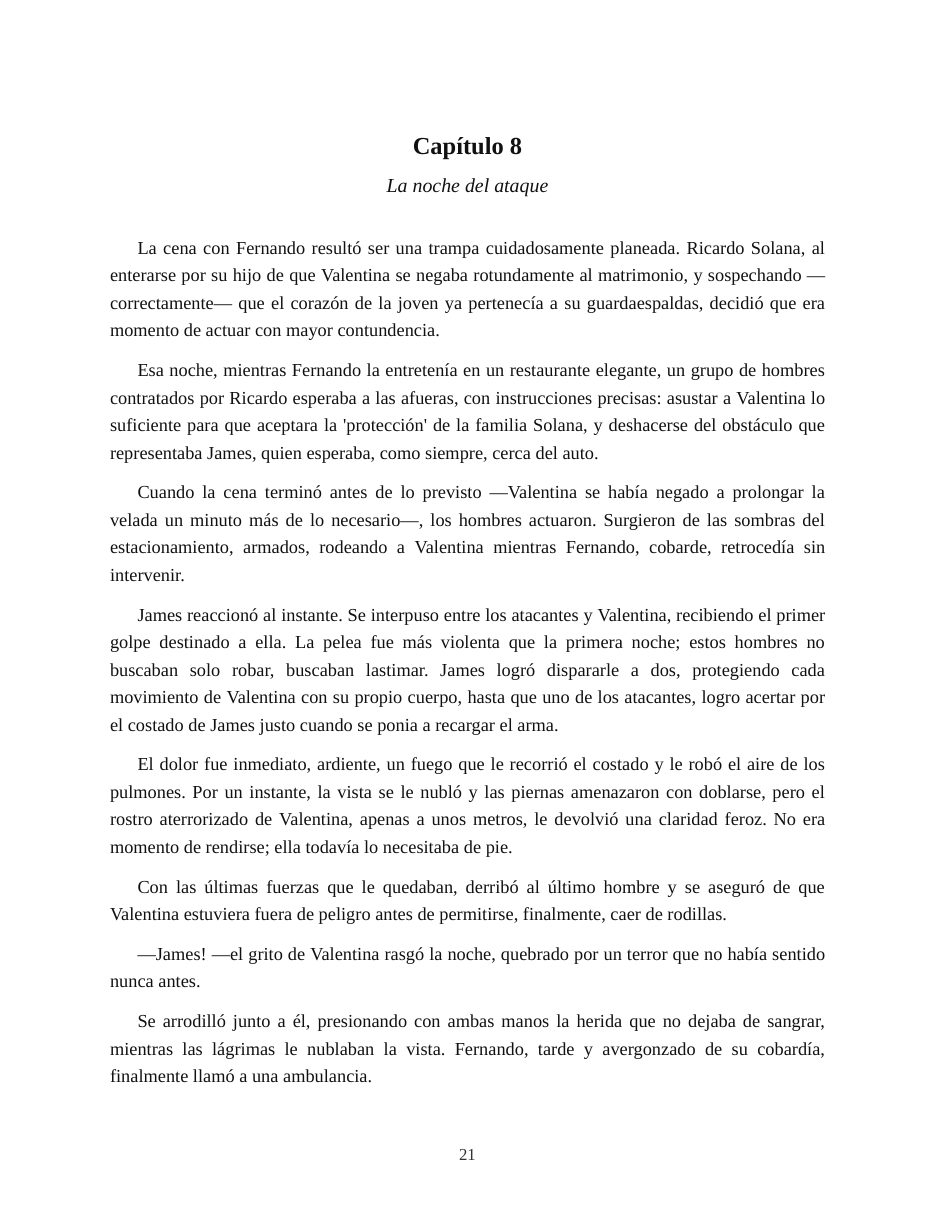 Capítulo 8
La noche del ataque
La cena con Fernando resultó ser una trampa cuidadosamente planeada. Ricardo Solana, al
enterarse por su hijo de que Valentina se negaba rotundamente al matrimonio, y sospechando —
correctamente— que el corazón de la joven ya pertenecía a su guardaespaldas, decidió que era
momento de actuar con mayor contundencia.
Esa noche, mientras Fernando la entretenía en un restaurante elegante, un grupo de hombres
contratados por Ricardo esperaba a las afueras, con instrucciones precisas: asustar a Valentina lo
suficiente para que aceptara la 'protección' de la familia Solana, y deshacerse del obstáculo que
representaba James, quien esperaba, como siempre, cerca del auto.
Cuando la cena terminó antes de lo previsto —Valentina se había negado a prolongar la
velada un minuto más de lo necesario—, los hombres actuaron. Surgieron de las sombras del
estacionamiento, armados, rodeando a Valentina mientras Fernando, cobarde, retrocedía sin
intervenir.
James reaccionó al instante. Se interpuso entre los atacantes y Valentina, recibiendo el primer
golpe destinado a ella. La pelea fue más violenta que la primera noche; estos hombres no
buscaban solo robar, buscaban lastimar. James logró dispararle a dos, protegiendo cada
movimiento de Valentina con su propio cuerpo, hasta que uno de los atacantes, logro acertar por
el costado de James justo cuando se ponia a recargar el arma.
El dolor fue inmediato, ardiente, un fuego que le recorrió el costado y le robó el aire de los
pulmones. Por un instante, la vista se le nubló y las piernas amenazaron con doblarse, pero el
rostro aterrorizado de Valentina, apenas a unos metros, le devolvió una claridad feroz. No era
momento de rendirse; ella todavía lo necesitaba de pie.
Con las últimas fuerzas que le quedaban, derribó al último hombre y se aseguró de que
Valentina estuviera fuera de peligro antes de permitirse, finalmente, caer de rodillas.
—James! —el grito de Valentina rasgó la noche, quebrado por un terror que no había sentido
nunca antes.
Se arrodilló junto a él, presionando con ambas manos la herida que no dejaba de sangrar,
mientras las lágrimas le nublaban la vista. Fernando, tarde y avergonzado de su cobardía,
finalmente llamó a una ambulancia.
21